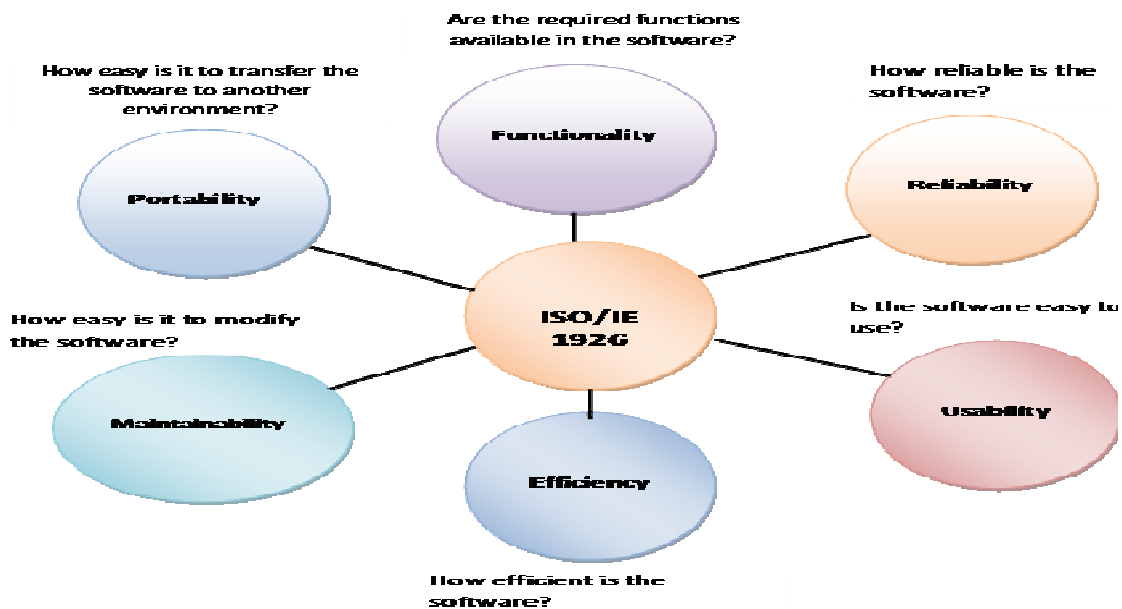 Are the required functions
available in the software?
How easy is it to transfer the
software to another
environment?
How reliable is the
software?
Functionality
Portability
Reliability
ISO/IE
1926
How easy is it to modify
the software?
Is the software easy to
use?
Maintainability
Usability
Efficiency
How efficient is the
software?